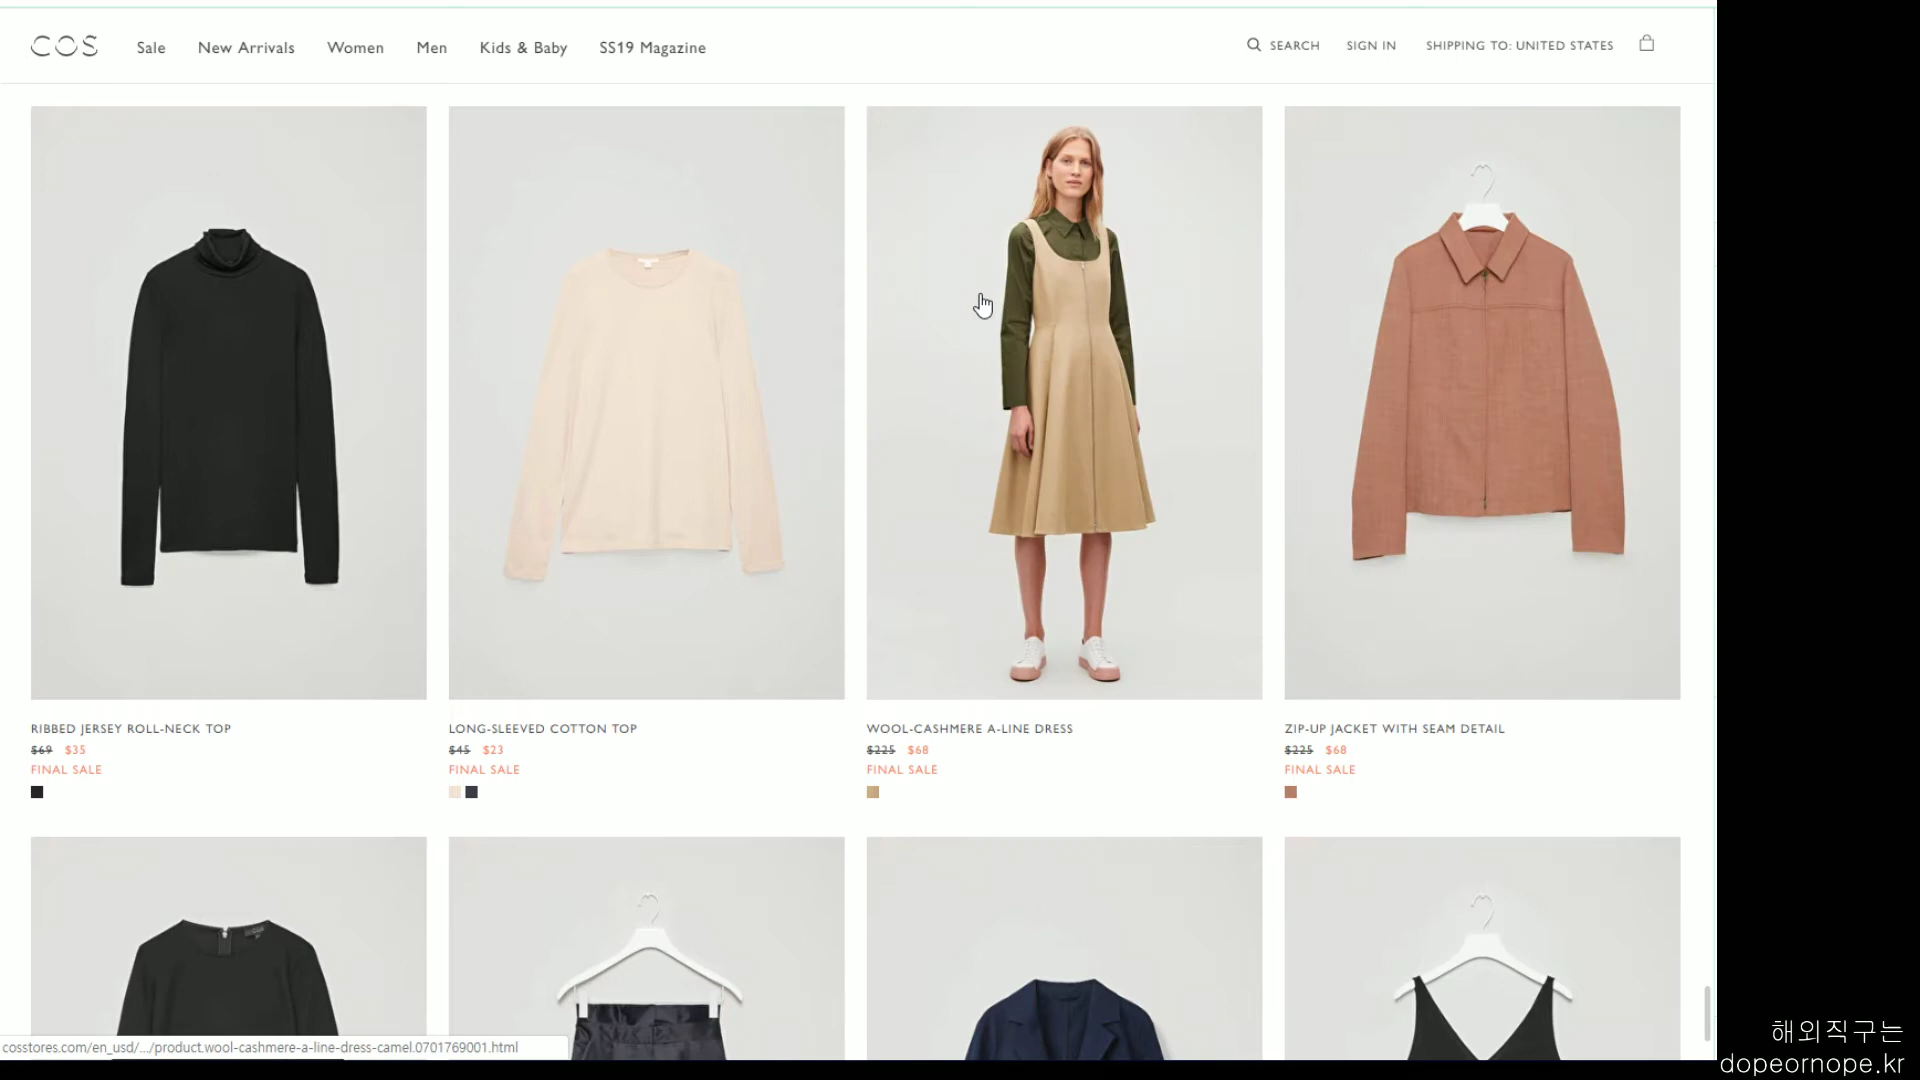 COS
Sale
New Arrivals
Women
Men
Kids & Baby
SS19 Magazine
SEARCH
SIGN IN
SHIPPING TO: UNITED STATES
RIBBED JERSEY ROLL-NECK TOP
$69 $35
FINAL SALE
LONG-SLEEVED COTTON TOP
$45 $23
FINAL SALE
WOOL-CASHMERE A-LINE DRESS
$225 $68
FINAL SALE
ZIP-UP JACKET WITH SEAM DETAIL
$225 $68
FINAL SALE
cosstores.com/en_usd/.../product.wool-cashmere-a-line-dress-camel.0701769001.html
해외직구는
dopeornope.kr